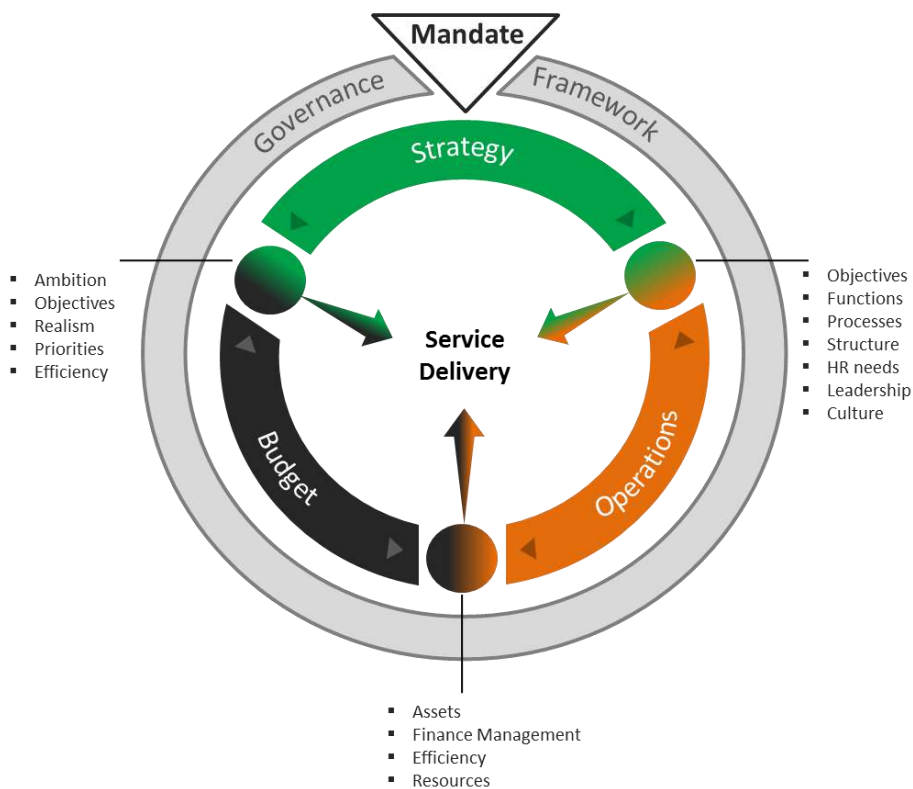 Mandate
Governance
Framework
Strategy
▪ Ambition
▪ Objectives
▪ Realism
▪ Priorities
▪ Efficiency
Service
Delivery
▪ Objectives
▪ Functions
▪ Processes
▪ Structure
▪ HR needs
▪ Leadership
▪ Culture
Budget
Operations
▪ Assets
▪ Finance Management
▪ Efficiency
▪ Resources